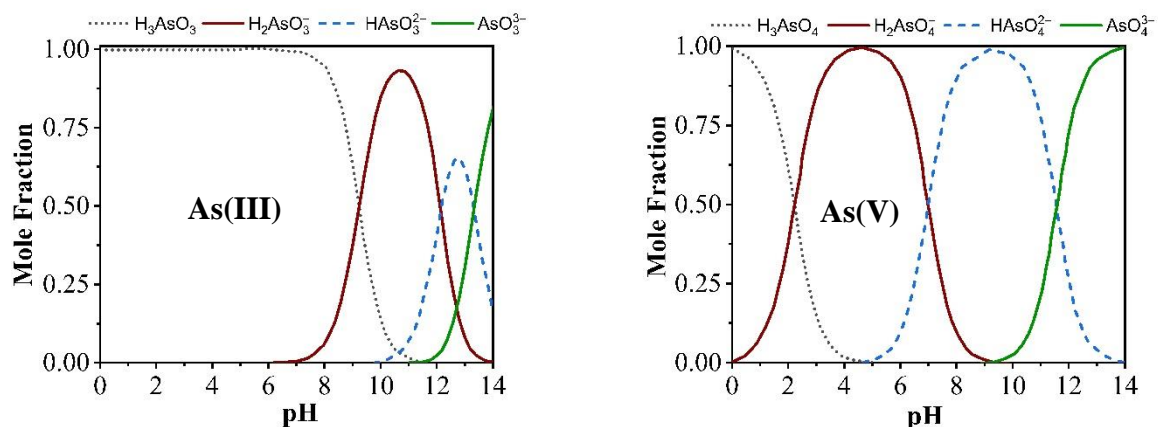 H₃AsO₃ H₂AsO₃⁻ HAsO₃²⁻ AsO₃³⁻
1.00
0.75
0.50
0.25
0.00
Mole Fraction
As(III)
0 2 4 6 8 10 12 14
pH
H₃AsO₄ H₂AsO₄⁻ HAsO₄²⁻ AsO₄³⁻
1.00
0.75
0.50
0.25
0.00
Mole Fraction
As(V)
0 2 4 6 8 10 12 14
pH